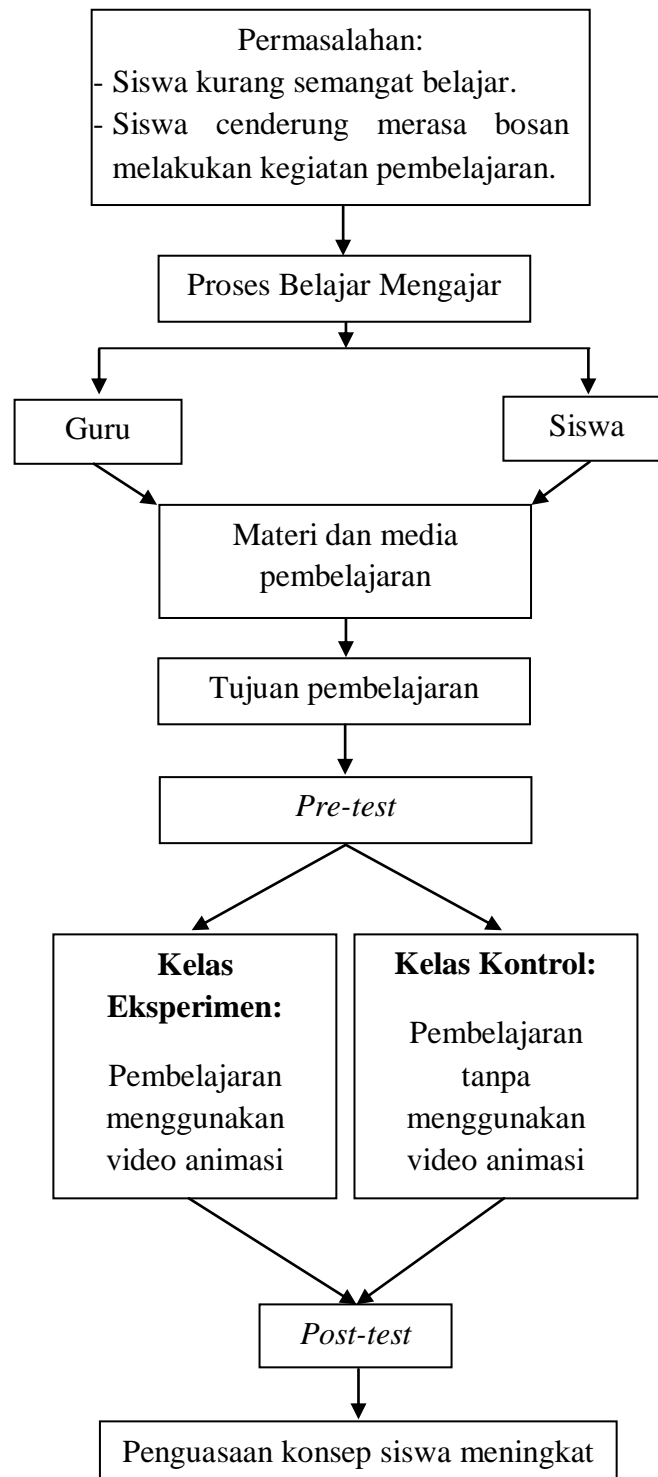 Permasalahan:
- Siswa kurang semangat belajar.
- Siswa cenderung merasa bosan
melakukan kegiatan pembelajaran.
Proses Belajar Mengajar
Guru
Siswa
Materi dan media
pembelajaran
Tujuan pembelajaran
Pre-test
Kelas
Eksperimen:
Pembelajaran
menggunakan
video animasi
Kelas Kontrol:
Pembelajaran
tanpa
menggunakan
video animasi
Post-test
Penguasaan konsep siswa meningkat